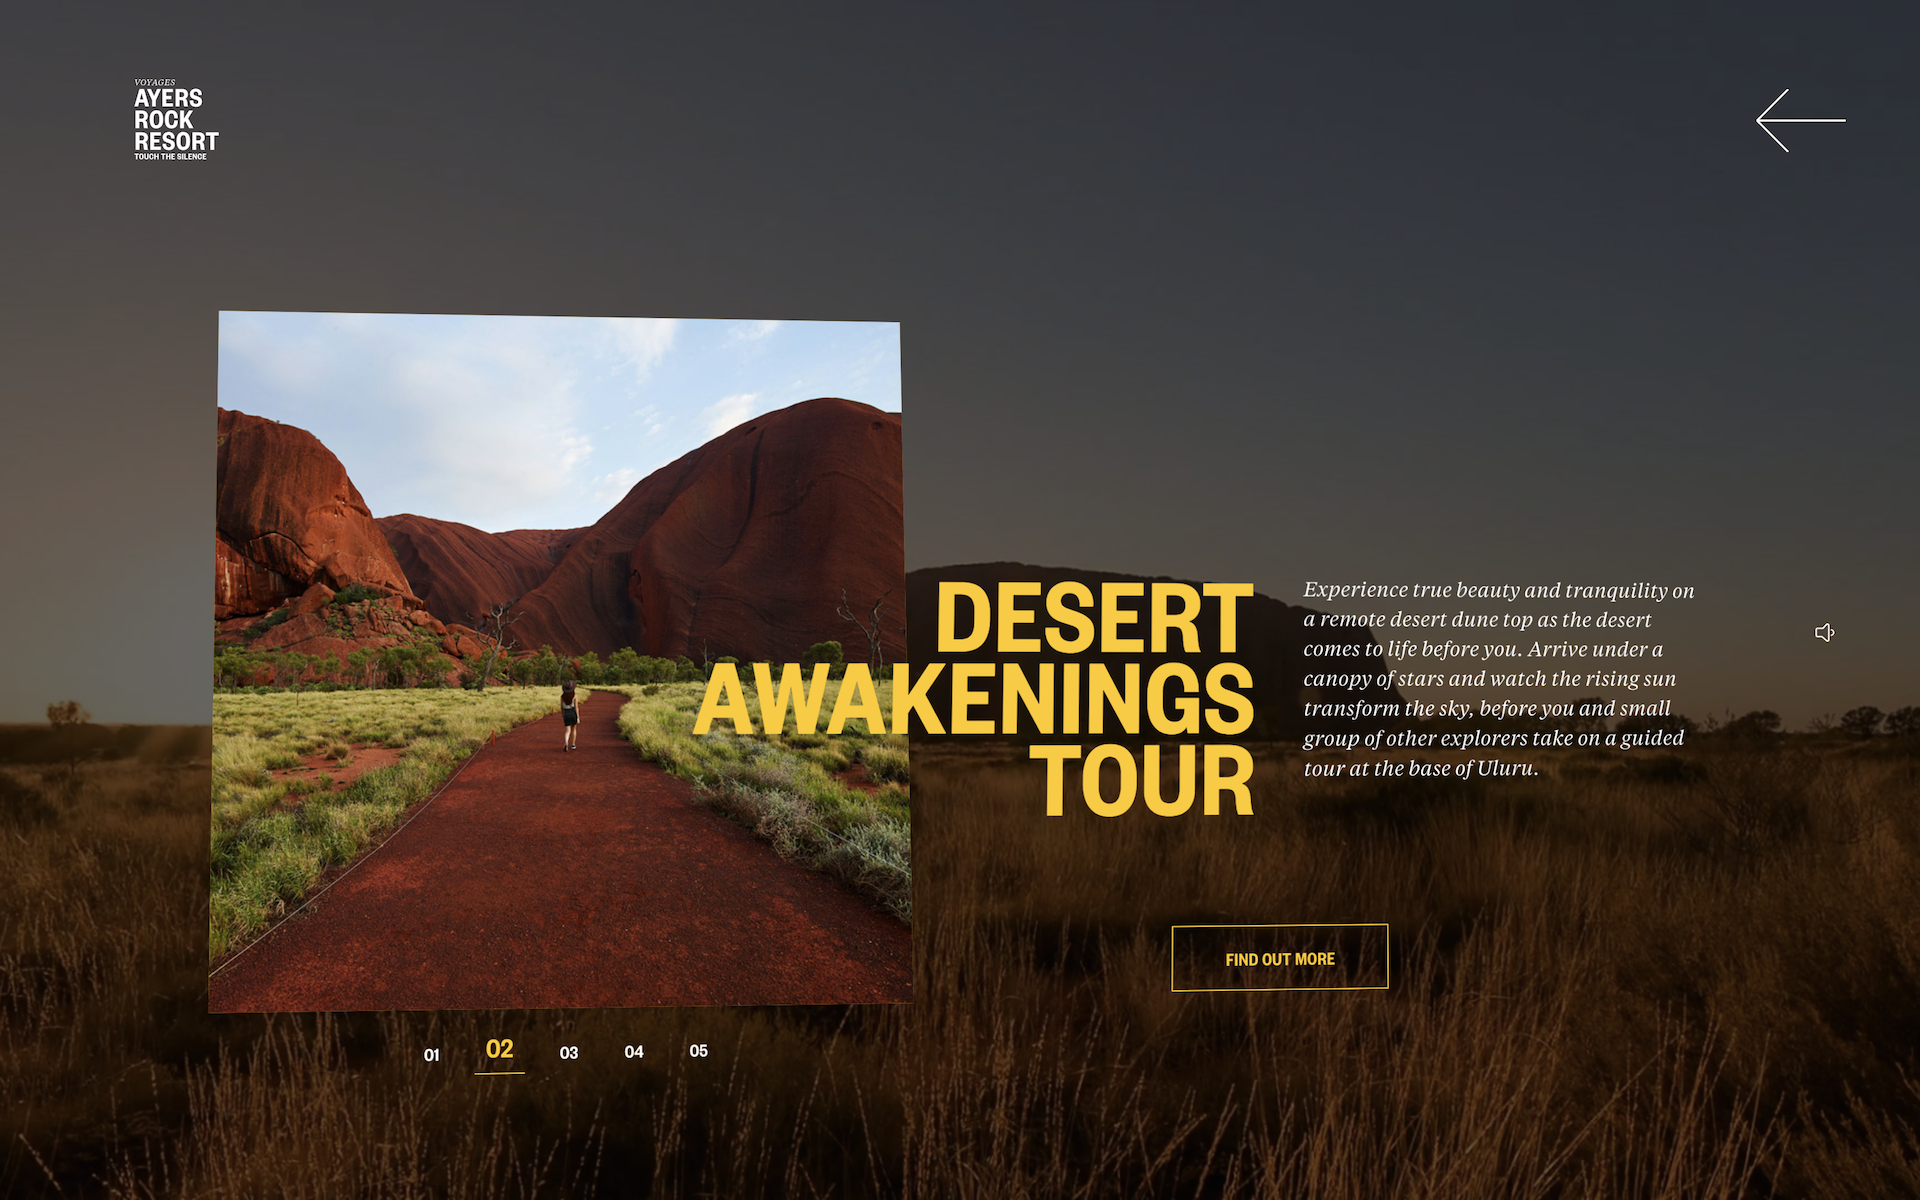 VOYAGES
AYERS
ROCK
RESORT
TOUCH THE SILENCE
DESERT
AWAKENINGS
TOUR
Experience true beauty and tranquility on
a remote desert dune top as the desert
comes to life before you. Arrive under a
canopy of stars and watch the rising sun
transform the sky, before you and small
group of other explorers take on a guided
tour at the base of Uluru.
FIND OUT MORE
01 02 03 04 05